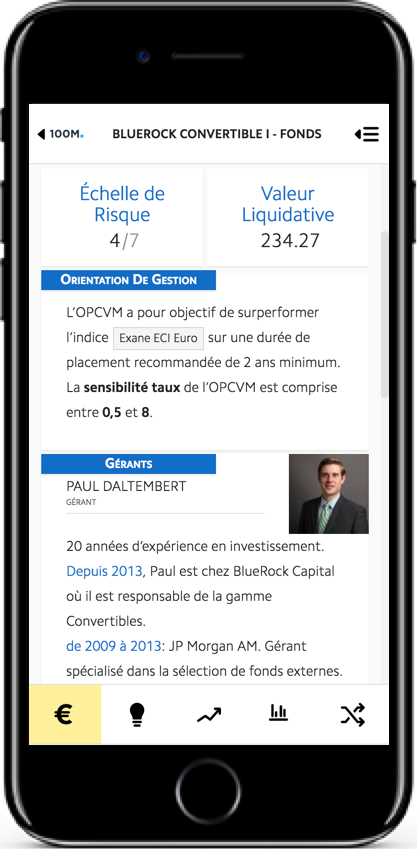 100M.
BLUEROCK CONVERTIBLE I - FONDS
Échelle de
Risque
4/7
Valeur
Liquidative
234.27
ORIENTATION DE GESTION
L'OPCVM a pour objectif de surperformer
l'indice Exane ECI Euro sur une durée de
placement recommandée de 2 ans minimum.
La sensibilité taux de l'OPCVM est comprise
entre 0,5 et 8.
GÉRANTS
PAUL DALTEMBERT
GÉRANT
20 années d'expérience en investissement.
Depuis 2013, Paul est chez BlueRock Capital
où il est responsable de la gamme
Convertibles.
de 2009 à 2013: JP Morgan AM. Gérant
spécialisé dans la sélection de fonds externes.
€